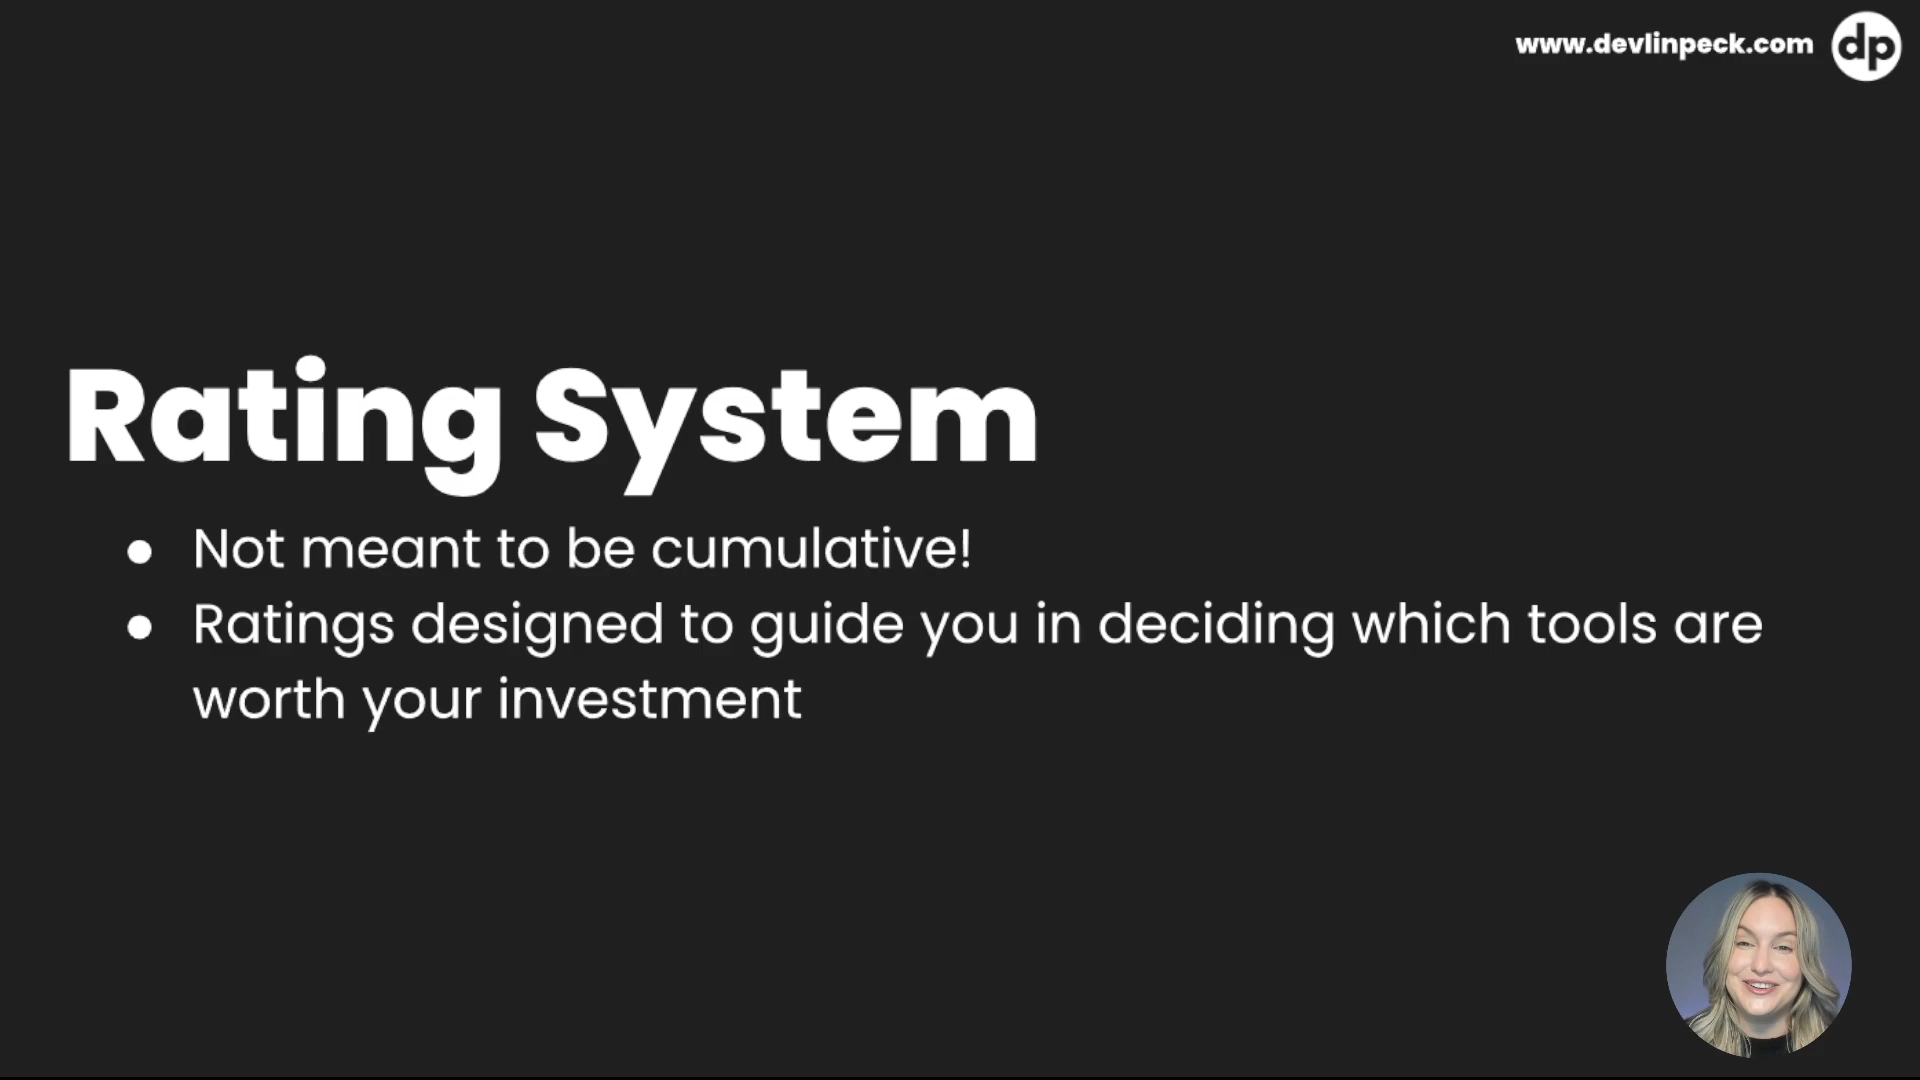 www.devlinpeck.com dp
Rating System
● Not meant to be cumulative!
● Ratings designed to guide you in deciding which tools are
worth your investment